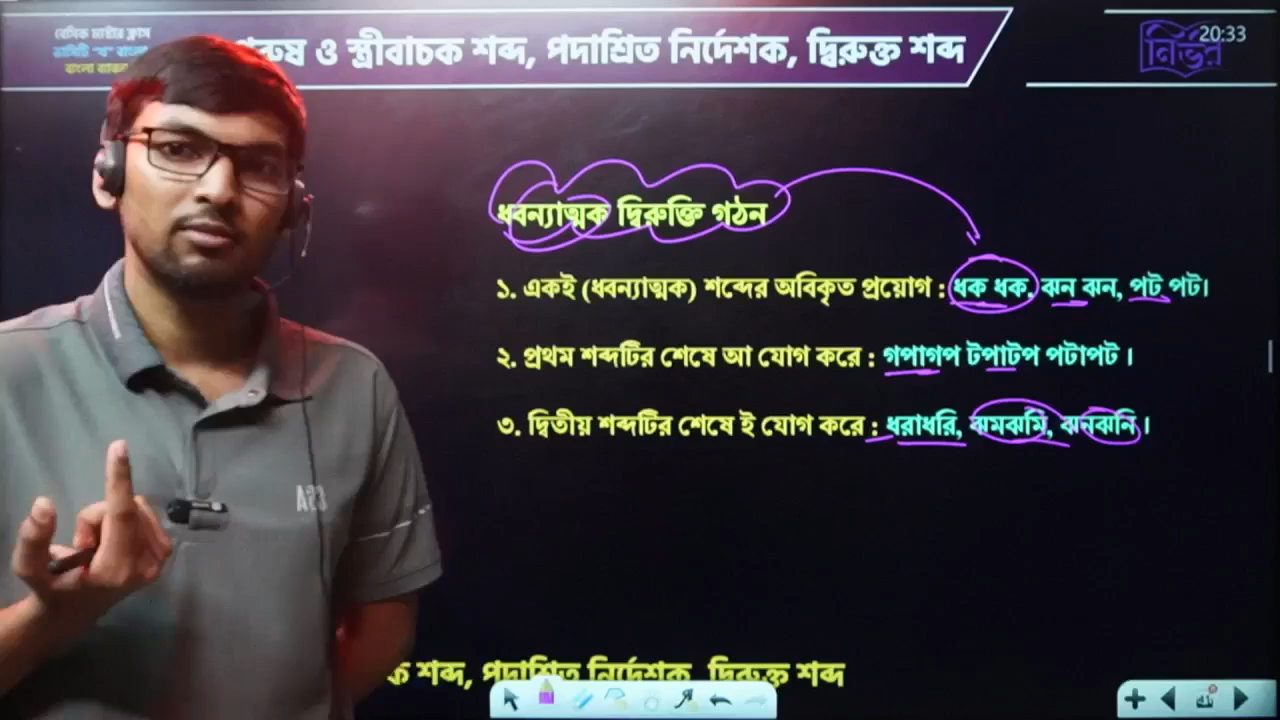 বেসিক মাস্টার ক্লাস
ভার্সিটি "খ" বাংলা
বাংলা
রুষ ও স্ত্রীবাচক শব্দ, পদাশ্রিত নির্দেশক, দ্বিরুক্ত শব্দ
20:33
নির্ভর
ধবন্যাত্মক দ্বিরুক্তি গঠন
১. একই (ধবন্যাত্মক) শব্দের অবিকৃত প্রয়োগ : ধক ধক, ঝন ঝন, পট পট।
২. প্রথম শব্দটির শেষে আ যোগ করে : গপাগপ টপাটপ পটাপট ।
৩. দ্বিতীয় শব্দটির শেষে ই যোগ করে : ধরাধরি, ঝমঝমি, ঝনঝনি ।
ক শব্দ, পদাশ্রিত নির্দেশক, দ্বিরুক্ত শব্দ